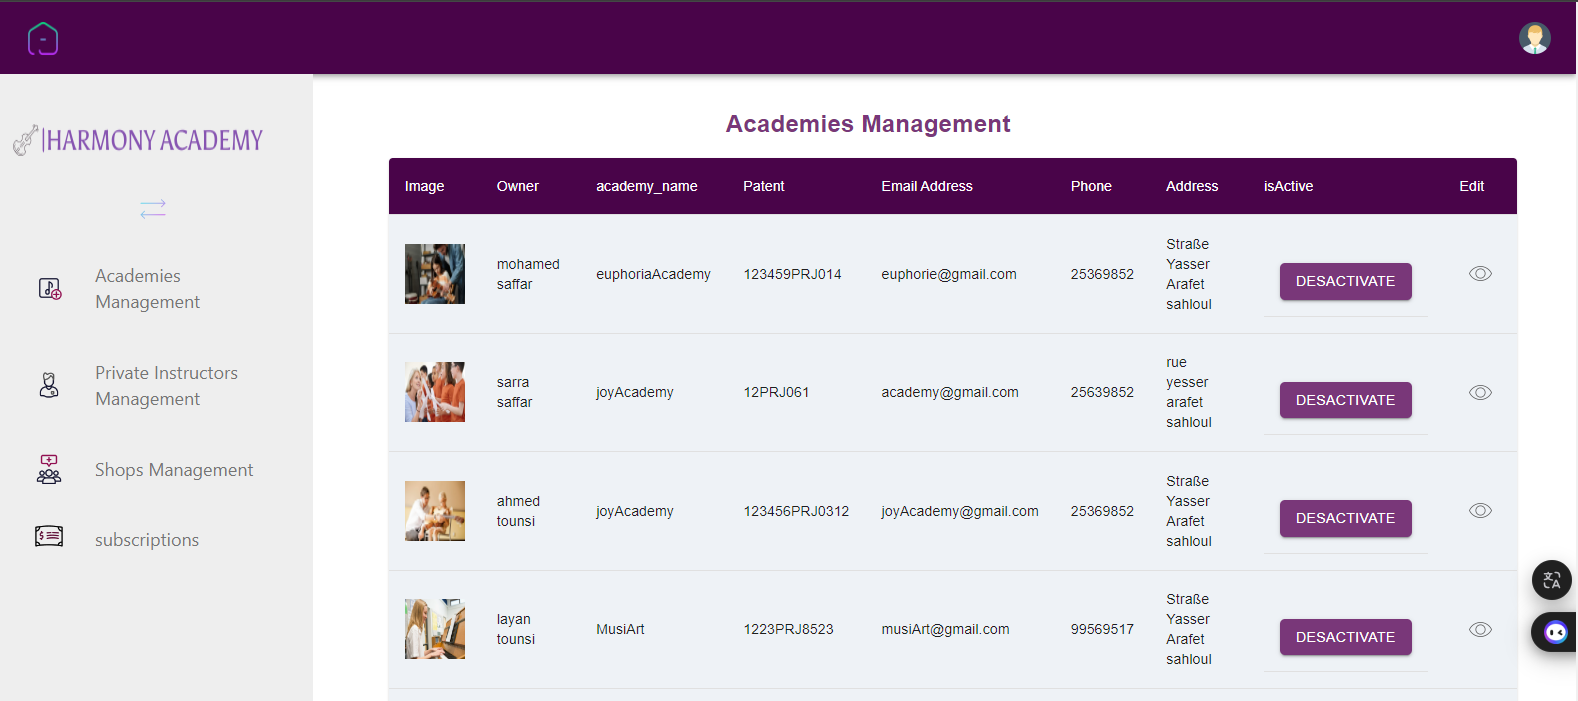 HARMONY ACADEMY
Academies
Management
Private Instructors
Management
Shops Management
subscriptions
Academies Management
Image Owner academy_name Patent Email Address Phone Address isActive Edit
mohamed
saffar
euphoriaAcademy
123459PRJ014
euphorie@gmail.com
25369852
Straße
Yasser
Arafet
sahloul
DESACTIVATE
sarra
saffar
joyAcademy
12PRJ061
academy@gmail.com
25639852
rue
yesser
arafet
sahloul
DESACTIVATE
ahmed
tounsi
joyAcademy
123456PRJ0312
joyAcademy@gmail.com
25369852
Straße
Yasser
Arafet
sahloul
DESACTIVATE
layan
tounsi
MusiArt
1223PRJ8523
musiArt@gmail.com
99569517
Straße
Yasser
Arafet
sahloul
DESACTIVATE